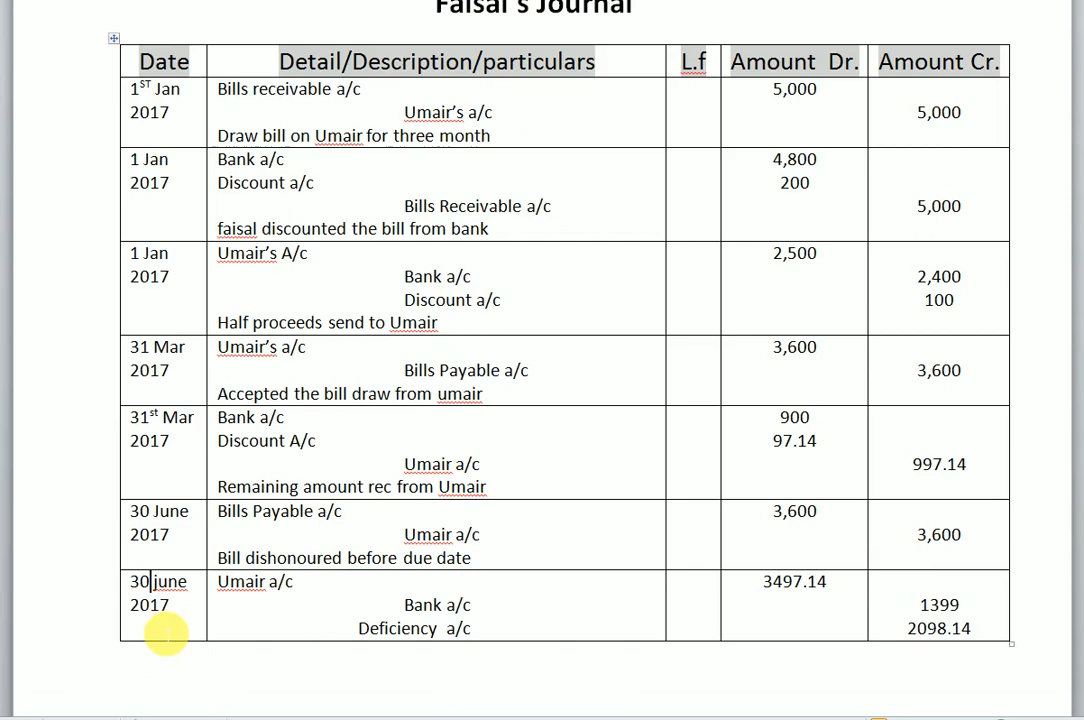 Faisal's Journal
Date Detail/Description/particulars L.f Amount Dr. Amount Cr.
1ST Jan Bills receivable a/c 5,000
2017 Umair's a/c 5,000
Draw bill on Umair for three month
1 Jan Bank a/c 4,800
2017 Discount a/c 200
Bills Receivable a/c 5,000
faisal discounted the bill from bank
1 Jan Umair's A/c 2,500
2017 Bank a/c 2,400
Discount a/c 100
Half proceeds send to Umair
31 Mar Umair's a/c 3,600
2017 Bills Payable a/c 3,600
Accepted the bill draw from umair
31st Mar Bank a/c 900
2017 Discount A/c 97.14
Umair a/c 997.14
Remaining amount rec from Umair
30 June Bills Payable a/c 3,600
2017 Umair a/c 3,600
Bill dishonoured before due date
30 june Umair a/c 3497.14
2017 Bank a/c 1399
Deficiency a/c 2098.14